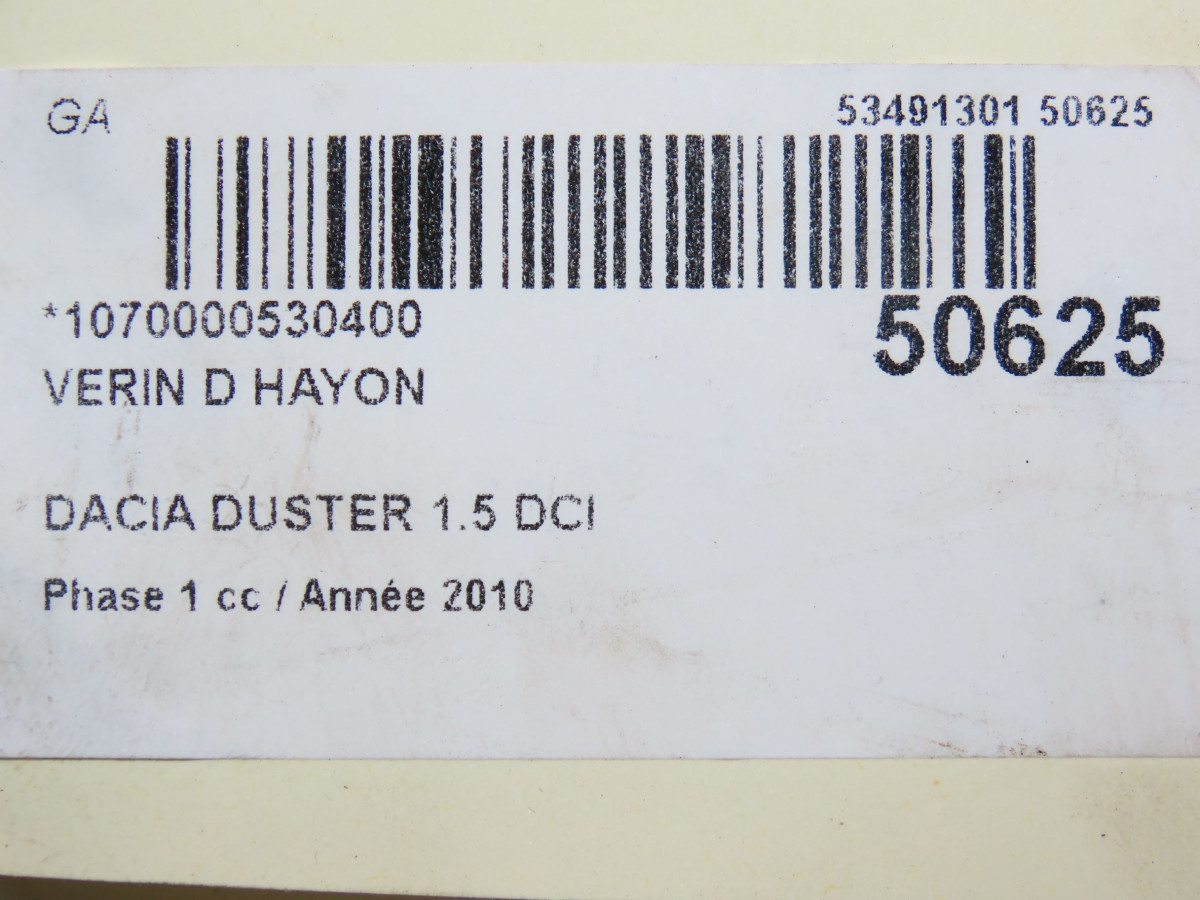 GA
53491301 50625
*1070000530400
50625
VERIN D HAYON
DACIA DUSTER 1.5 DCI
Phase 1 cc / Année 2010